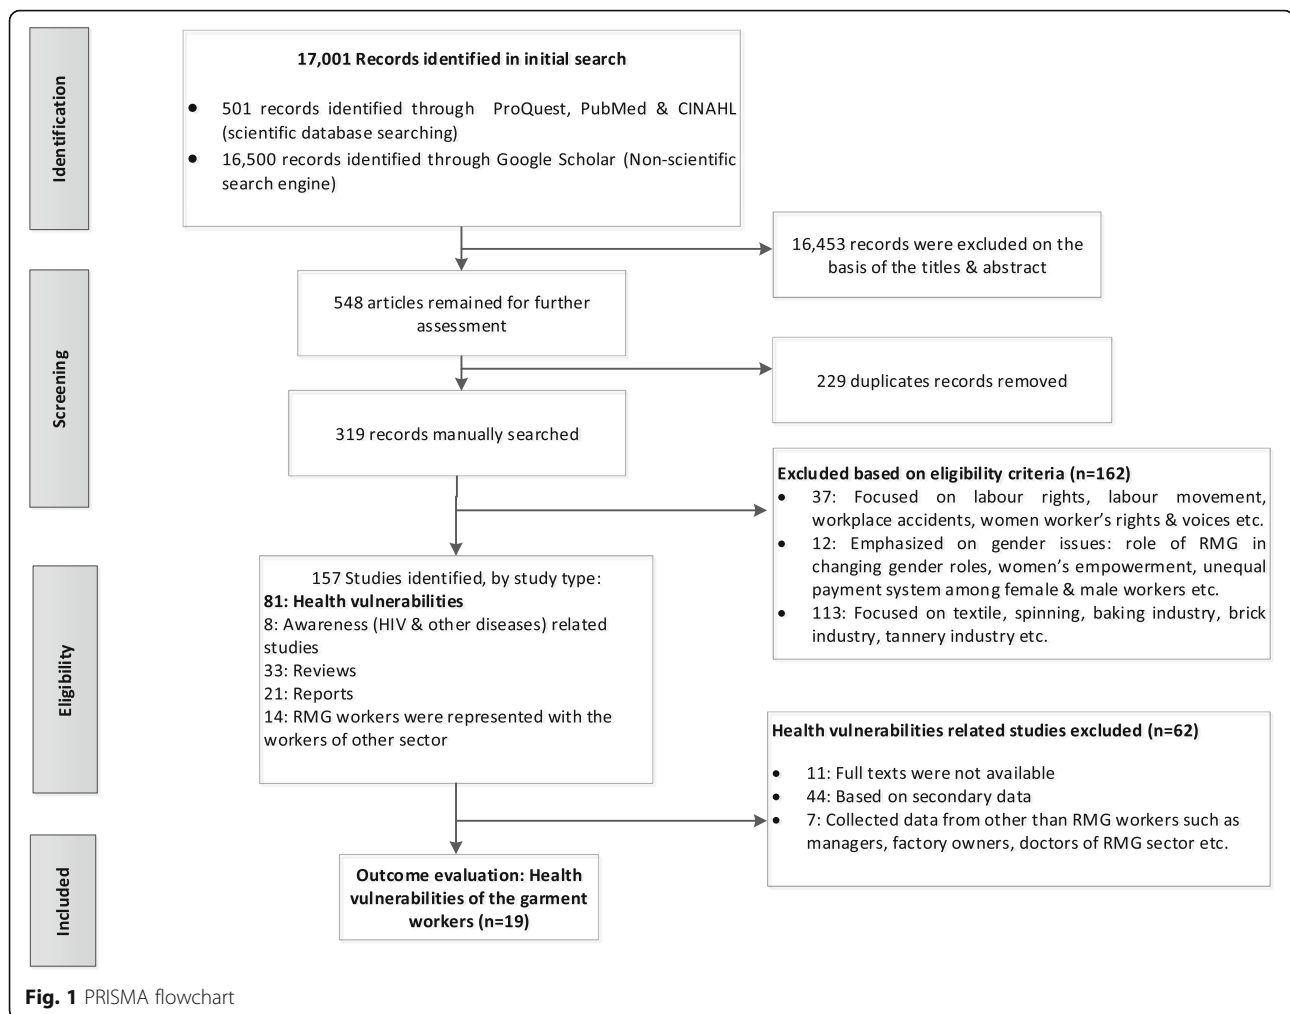 Identification
17,001 Records identified in initial search
● 501 records identified through ProQuest, PubMed & CINAHL
(scientific database searching)
● 16,500 records identified through Google Scholar (Non-scientific
search engine)
16,453 records were excluded on the
basis of the titles & abstract
Screening
548 articles remained for further
assessment
229 duplicates records removed
319 records manually searched
Excluded based on eligibility criteria (n=162)
● 37: Focused on labour rights, labour movement,
workplace accidents, women worker's rights & voices etc.
● 12: Emphasized on gender issues: role of RMG in
changing gender roles, women's empowerment, unequal
payment system among female & male workers etc.
● 113: Focused on textile, spinning, baking industry, brick
industry, tannery industry etc.
Eligibility
157 Studies identified, by study type:
81: Health vulnerabilities
8: Awareness (HIV & other diseases) related
studies
33: Reviews
21: Reports
14: RMG workers were represented with the
workers of other sector
Health vulnerabilities related studies excluded (n=62)
● 11: Full texts were not available
● 44: Based on secondary data
● 7: Collected data from other than RMG workers such as
managers, factory owners, doctors of RMG sector etc.
Included
Outcome evaluation: Health
vulnerabilities of the garment
workers (n=19)
Fig. 1 PRISMA flowchart